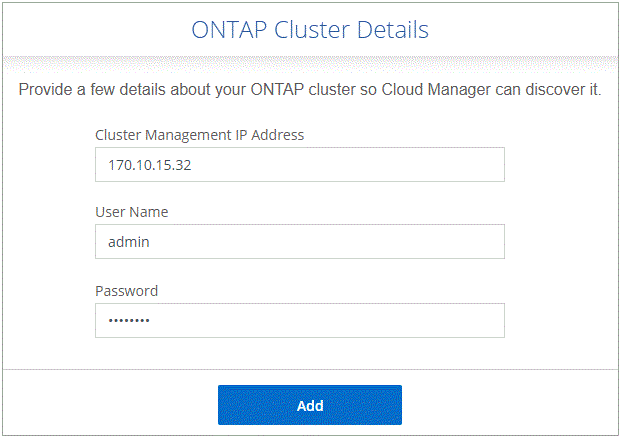 ONTAP Cluster Details
Provide a few details about your ONTAP cluster so Cloud Manager can discover it.
Cluster Management IP Address
170.10.15.32
User Name
admin
Password
••••••••
Add